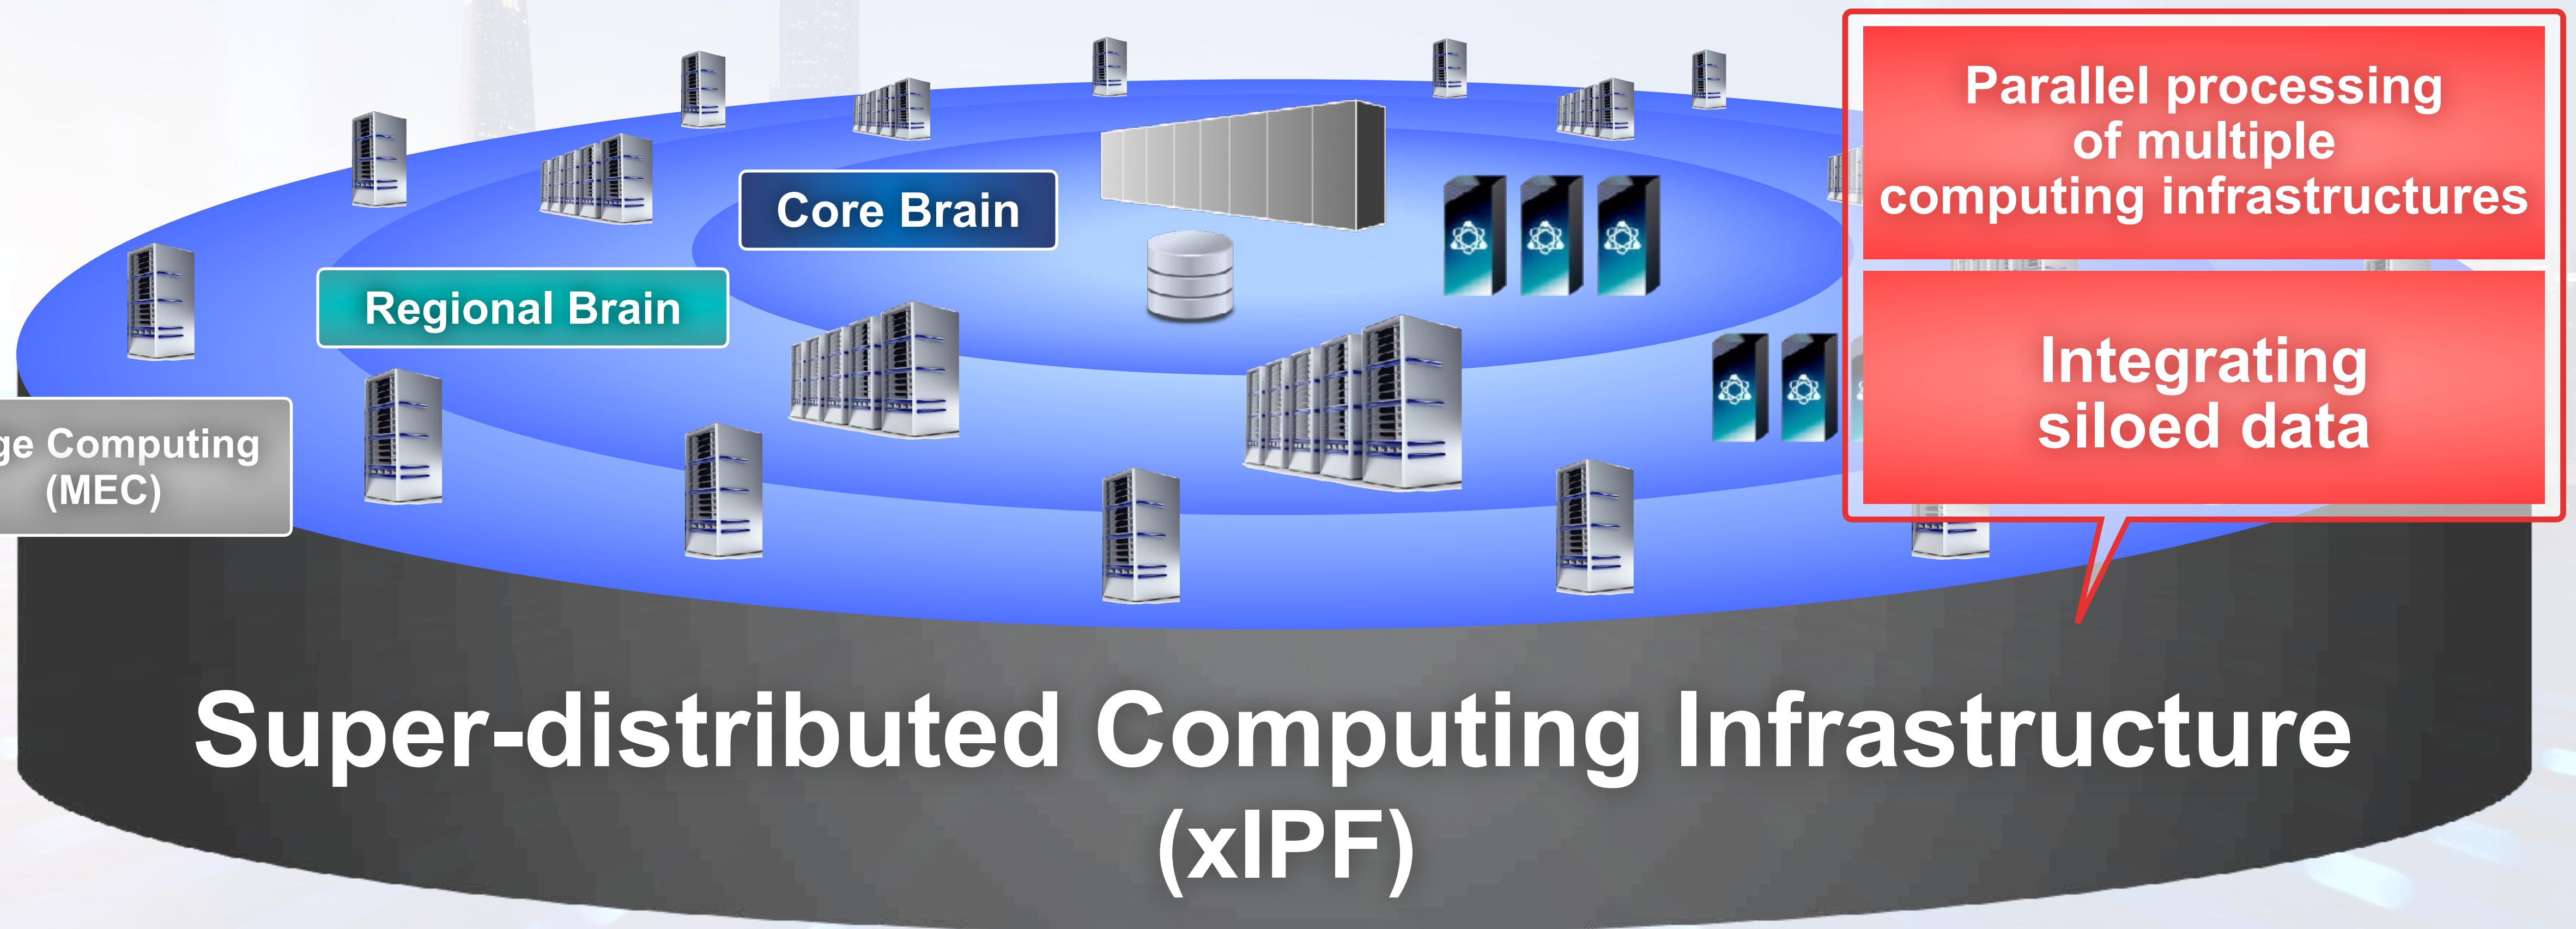 Parallel processing
of multiple
computing infrastructures
Core Brain
Regional Brain
Integrating
siloed data
Computing
(MEC)
Super-distributed Computing Infrastructure
(xIPF)